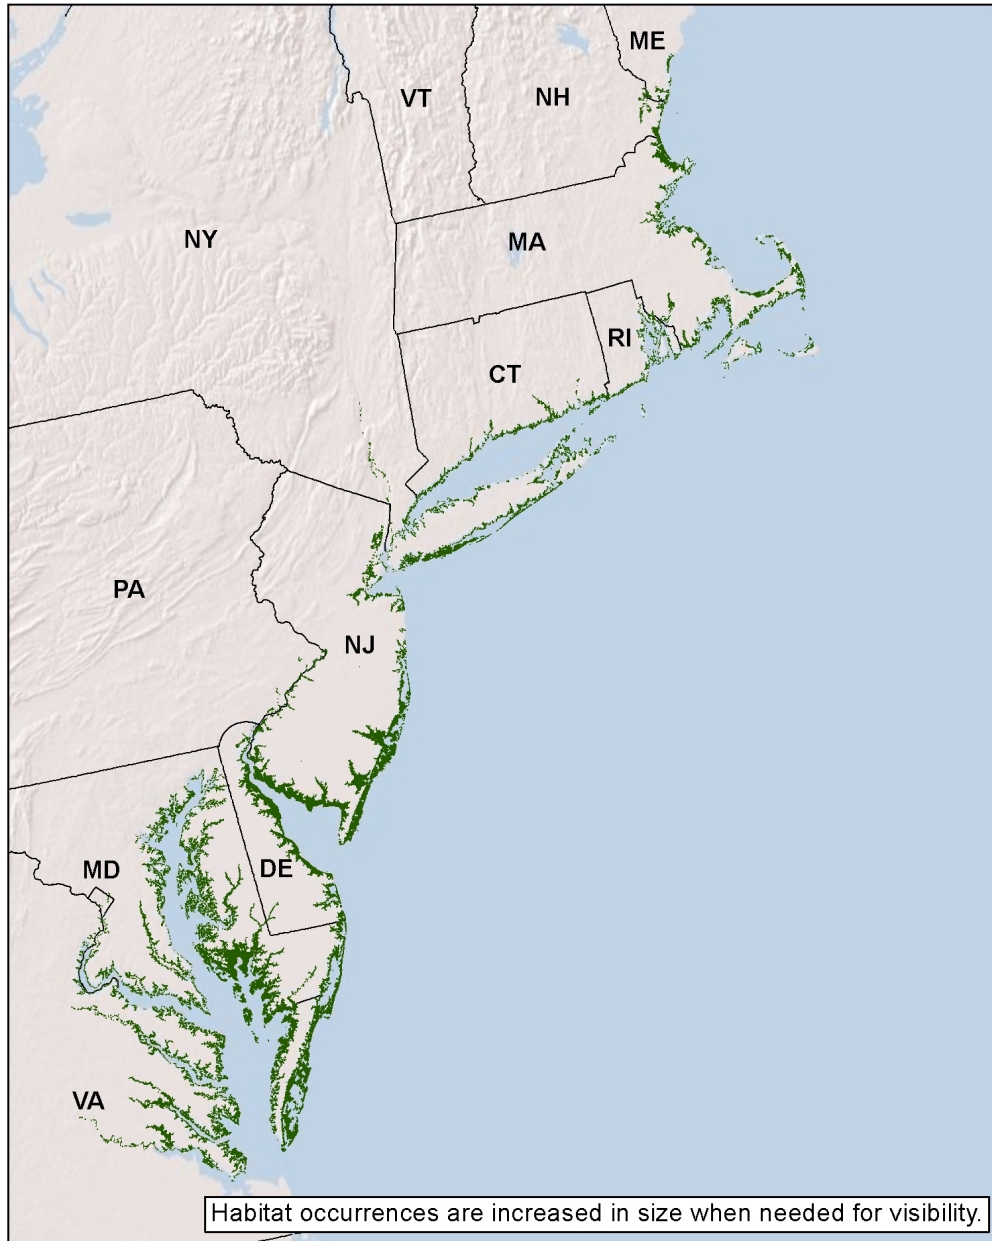 ME
VT
NH
NY
MA
RI
CT
PA
NJ
MD
DE
VA
Habitat occurrences are increased in size when needed for visibility.